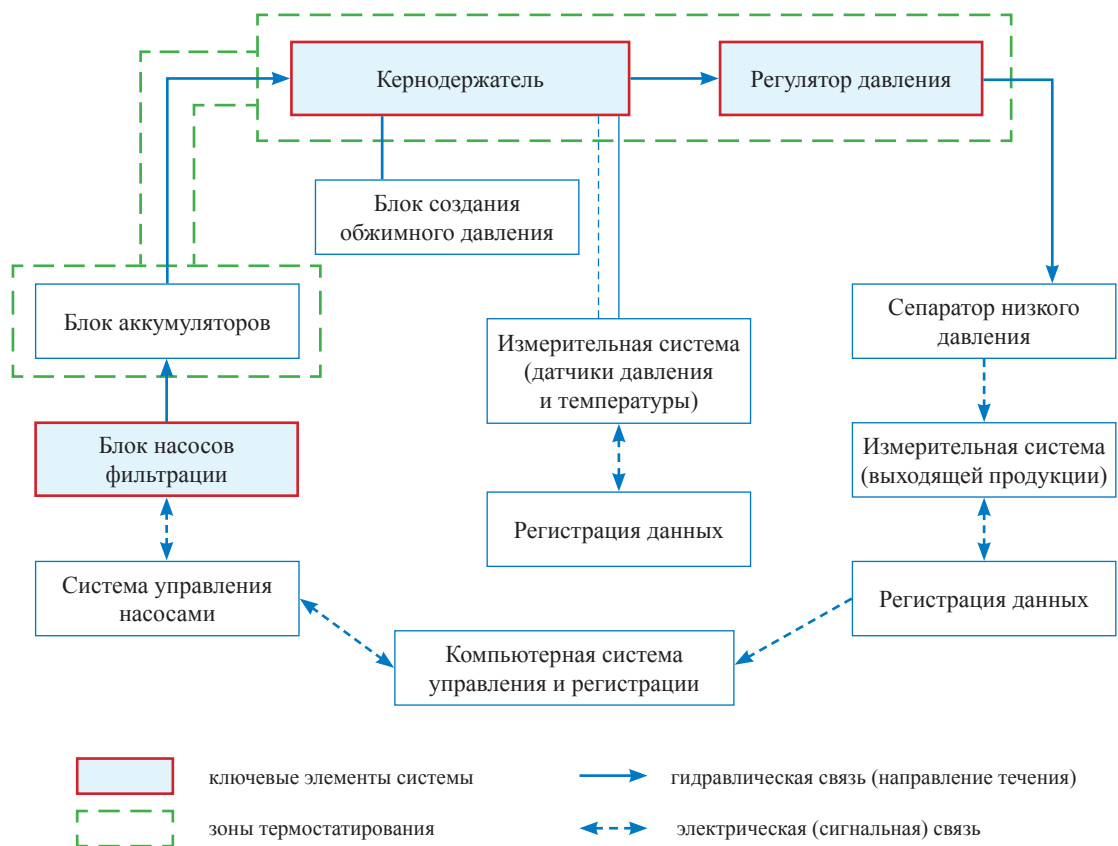 Кернодержатель
Регулятор давления
Блок создания
обжимного давления
Блок аккумуляторов
Сепаратор низкого
давления
Измерительная система
(датчики давления
и температуры)
Блок насосов
фильтрации
Измерительная система
(выходящей продукции)
Регистрация данных
Система управления
насосами
Регистрация данных
Компьютерная система
управления и регистрации
ключевые элементы системы
гидравлическая связь (направление течения)
зоны термостатирования
электрическая (сигнальная) связь